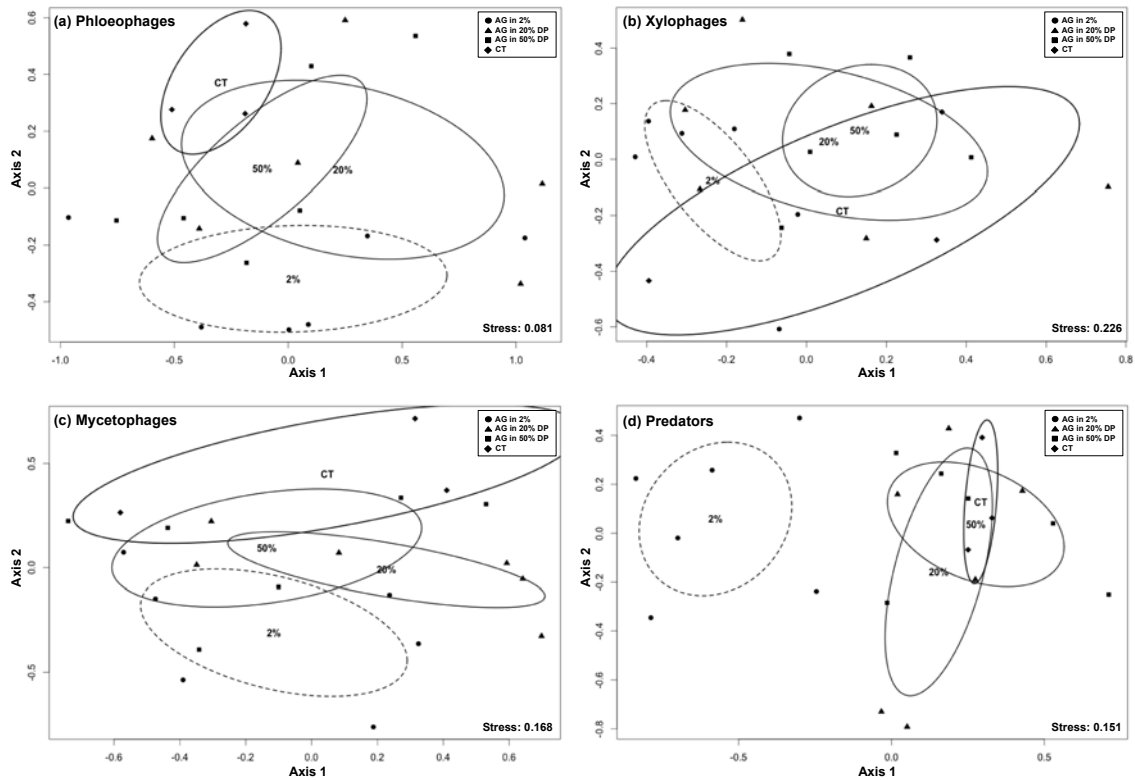 (a) Phloeophages
AG in 2%
AG in 20% DP
AG in 50% DP
CT
CT
50%
20%
2%
0.6
0.4
0.2
0.0
-0.2
-0.4
Axis 2
-1.0
-0.5
0.0
0.5
1.0
Axis 1
Stress: 0.081
(b) Xylophages
AG in 2%
AG in 20% DP
AG in 50% DP
CT
50%
20%
2%
CT
0.4
0.2
0.0
-0.2
-0.4
-0.6
Axis 2
-0.4
-0.2
0.0
0.2
0.4
0.6
0.8
Axis 1
Stress: 0.226
(c) Mycetophages
AG in 2%
AG in 20% DP
AG in 50% DP
CT
CT
50%
20%
2%
0.5
0.0
-0.5
Axis 2
-0.6
-0.4
-0.2
0.0
0.2
0.4
0.6
Axis 1
Stress: 0.168
(d) Predators
AG in 2%
AG in 20% DP
AG in 50% DP
CT
2%
CT
50%
20%
0.4
0.2
0.0
-0.2
-0.4
-0.6
-0.8
Axis 2
-0.5
0.0
0.5
Axis 1
Stress: 0.151